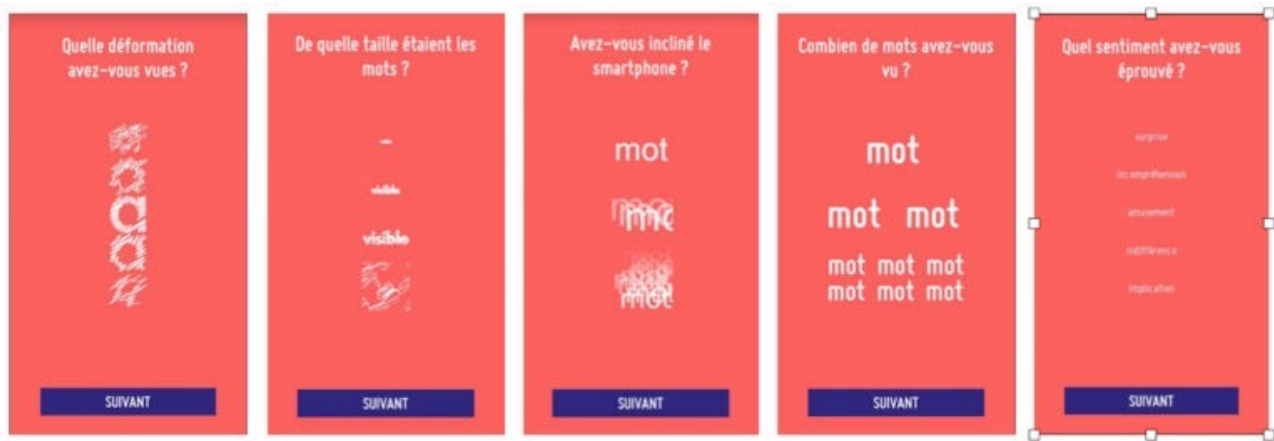 Quelle déformation
avez-vous vues ?
SUIVANT
De quelle taille étaient les
mots ?
visible
visible
SUIVANT
Avez-vous incliné le
smartphone ?
mot
mot
SUIVANT
Combien de mots avez-vous
vu ?
mot
mot mot
mot mot mot
mot mot mot
SUIVANT
Quel sentiment avez-vous
éprouvé ?
surprise
incompréhension
amusement
indifférence
implication
SUIVANT